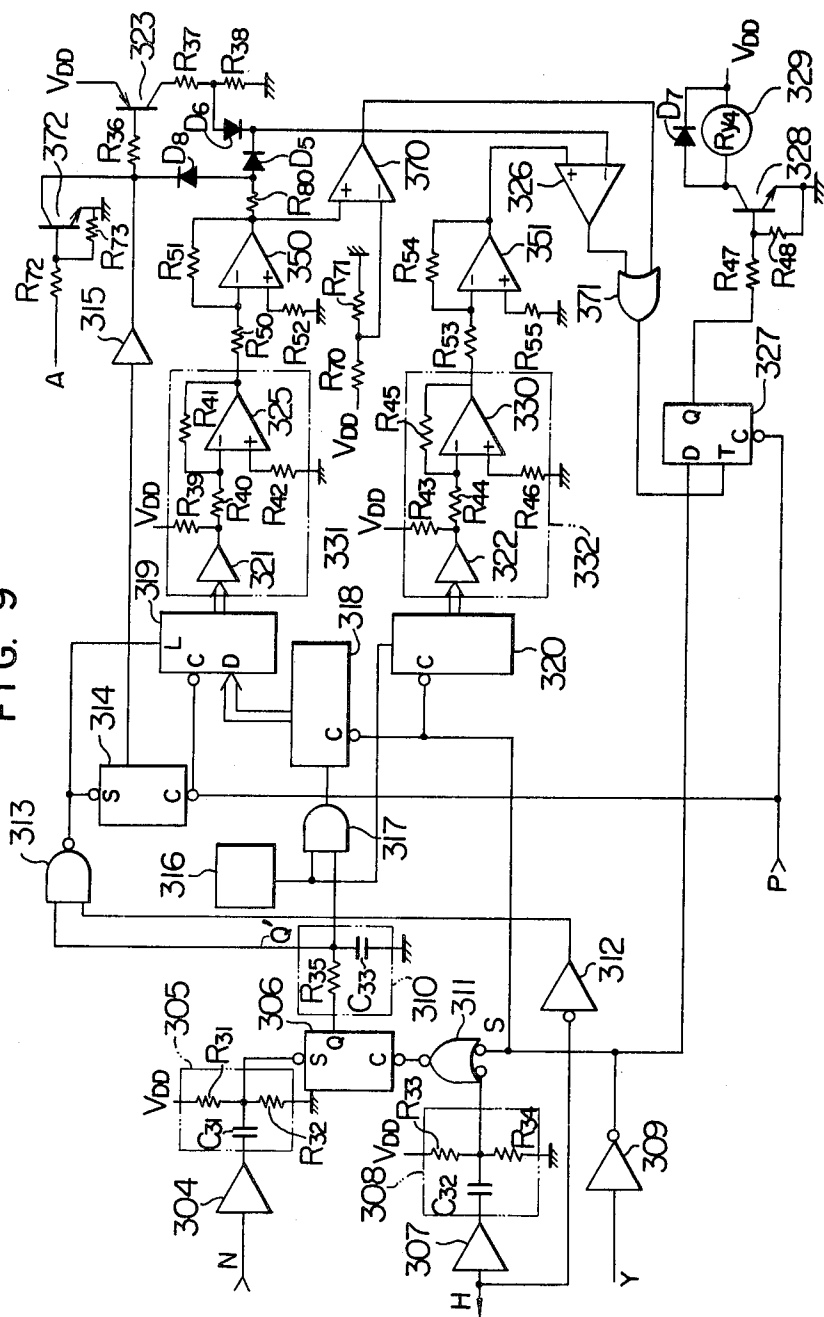 FIG. 9
VDD
372
R72
R73
A
315
R36
323
R37
R38
D8
D6
D5
R80
R51
350
R50
R52
+
−
370
R71
R70
VDD
R54
351
R53
R55
326
371
D7
VDD
Ry4
329
328
R47
R48
327
D
Q
T
C
VDD
R39
R41
325
R40
R42
321
331
VDD
R43
R45
330
R44
R46
322
332
319
L
C
D
318
C
320
C
314
S
C
313
316
317
Q'
310
R35
C33
306
S
Q
C
305
VDD
R31
C31
R32
304
N
311
312
S
R33
VDD
R34
308
C32
307
H
309
Y
P